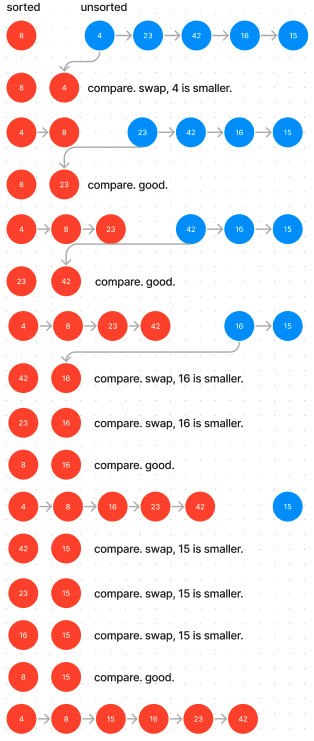 sorted unsorted
8 4 23 42 16 15
8 4 compare. swap, 4 is smaller.
4 8 23 42 16 15
8 23 compare. good.
4 8 23 42 16 15
23 42 compare. good.
4 8 23 42 16 15
42 16 compare. swap, 16 is smaller.
23 16 compare. swap, 16 is smaller.
8 16 compare. good.
4 8 16 23 42 15
42 15 compare. swap, 15 is smaller.
23 15 compare. swap, 15 is smaller.
16 15 compare. swap, 15 is smaller.
8 15 compare. good.
4 8 15 16 23 42